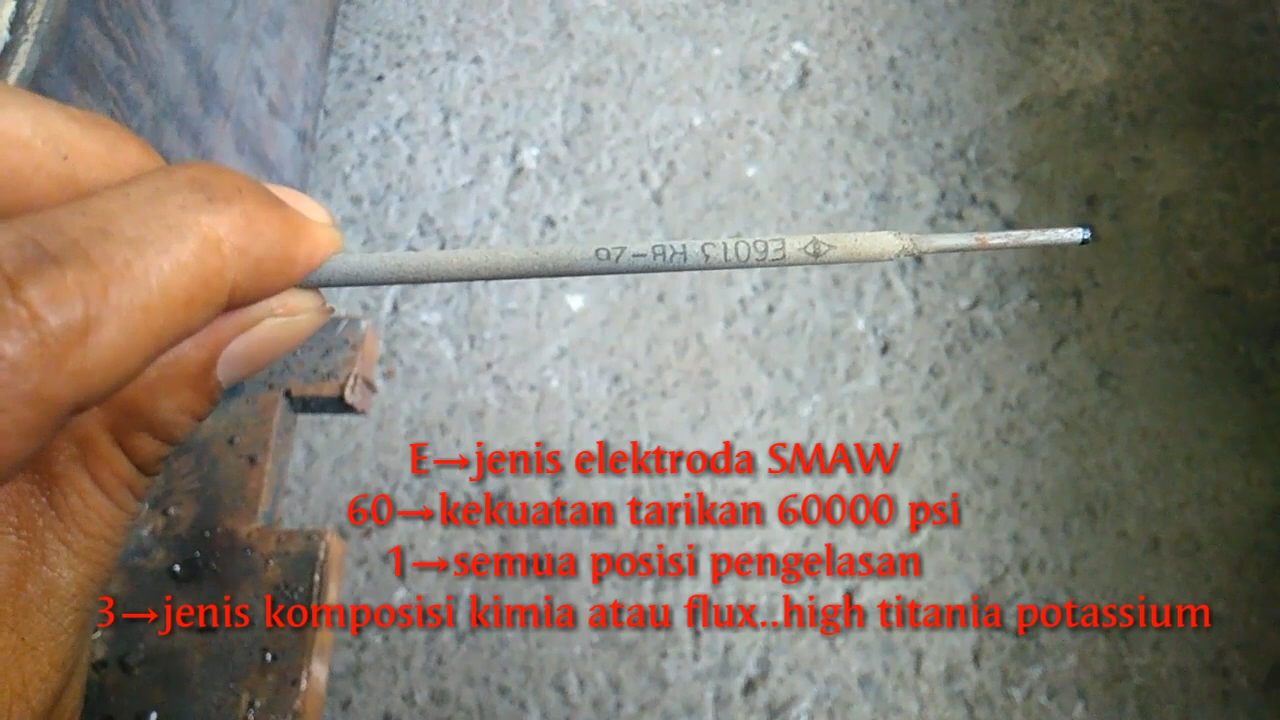 E6013 RB-26
E→jenis elektroda SMAW
60→kekuatan tarikan 60000 psi
1→semua posisi pengelasan
3→jenis komposisi kimia atau flux..high titania potassium